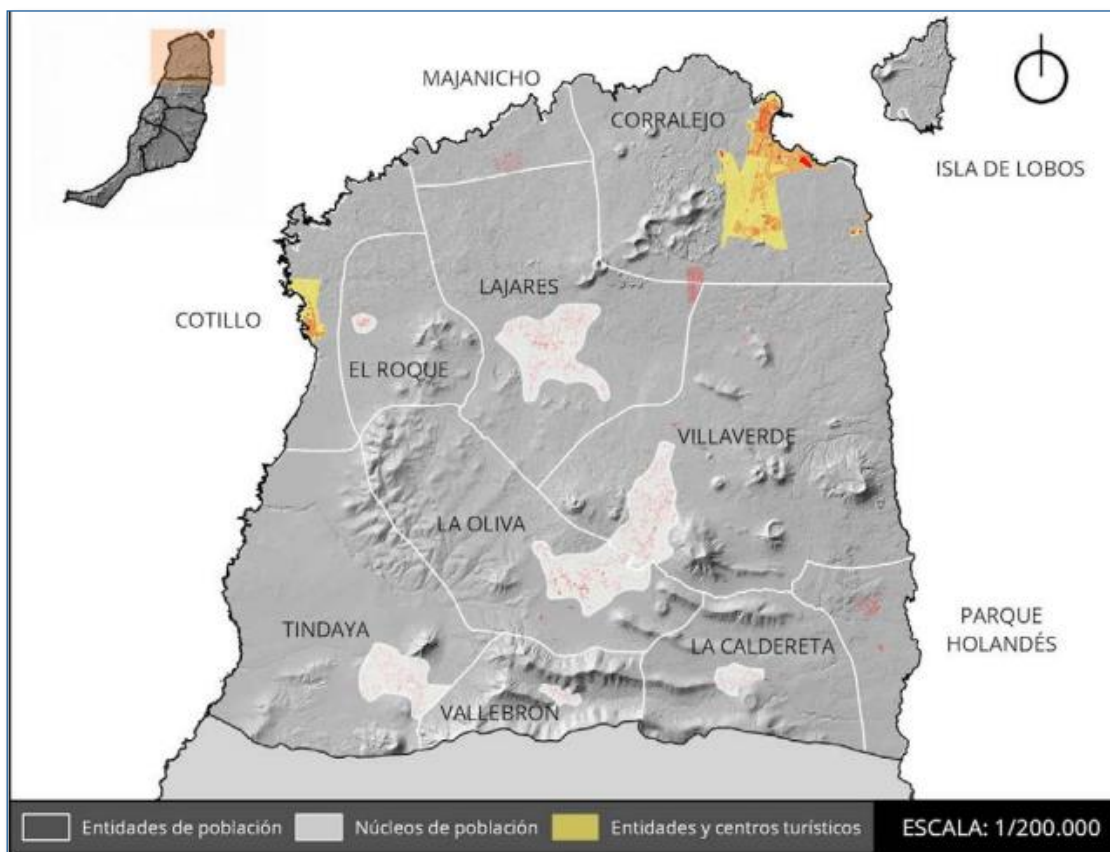 MAJANICHO
CORRALEJO
ISLA DE LOBOS
LAJARES
COTILLO
EL ROQUE
VILLAVERDE
LA OLIVA
TINDAYA
PARQUE
HOLANDÉS
LA CALDERETA
VALLEBRÓN
Entidades de población
Núcleos de población
Entidades y centros turísticos
ESCALA: 1/200.000